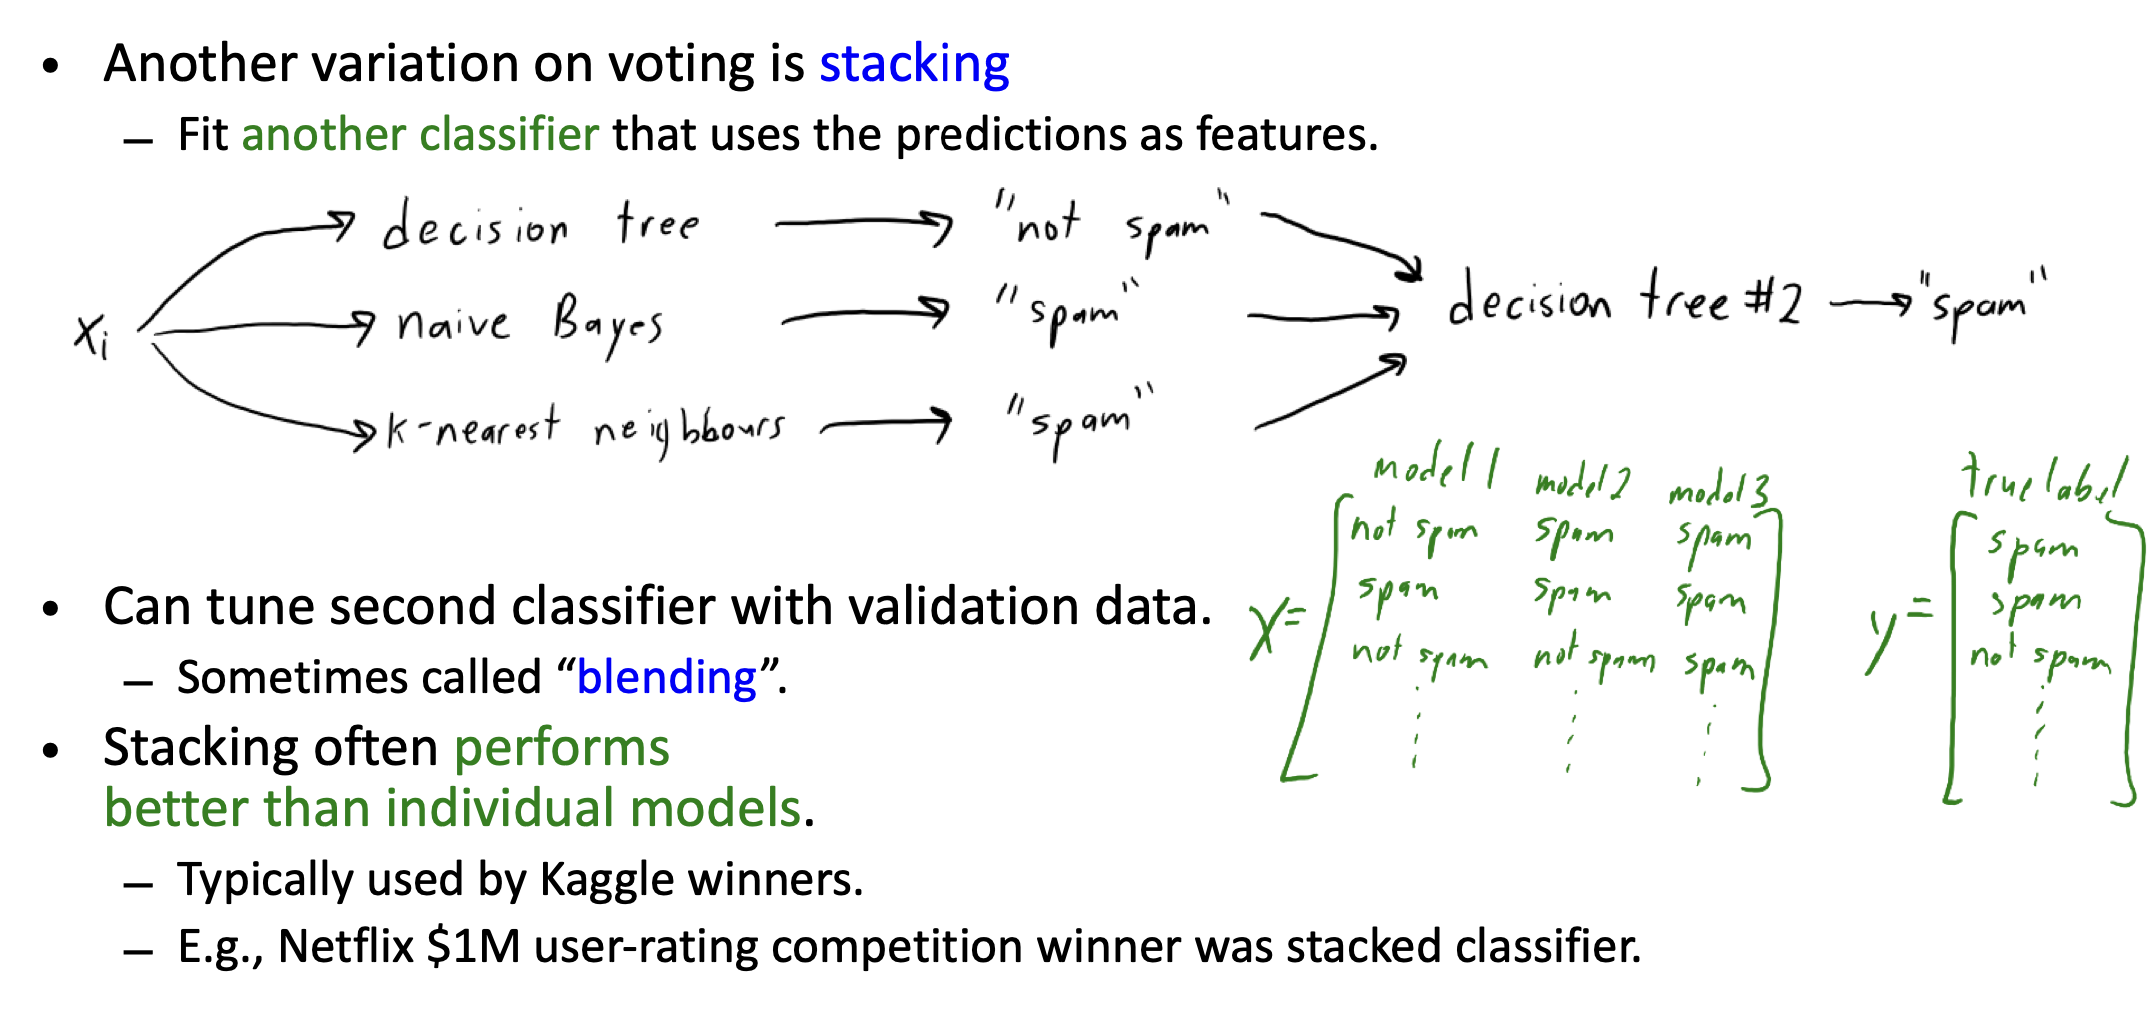 • Another variation on voting is stacking
– Fit another classifier that uses the predictions as features.
xi
decision tree
"not spam"
naive Bayes
"spam"
k-nearest neighbbours
"spam"
decision tree #2
"spam"
model 1 model 2 model 3
X=
not spam spam spam
spam spam spam
not spam not spam spam
true label
y=
spam
spam
not spam
• Can tune second classifier with validation data.
– Sometimes called “blending”.
• Stacking often performs
better than individual models.
– Typically used by Kaggle winners.
– E.g., Netflix $1M user-rating competition winner was stacked classifier.